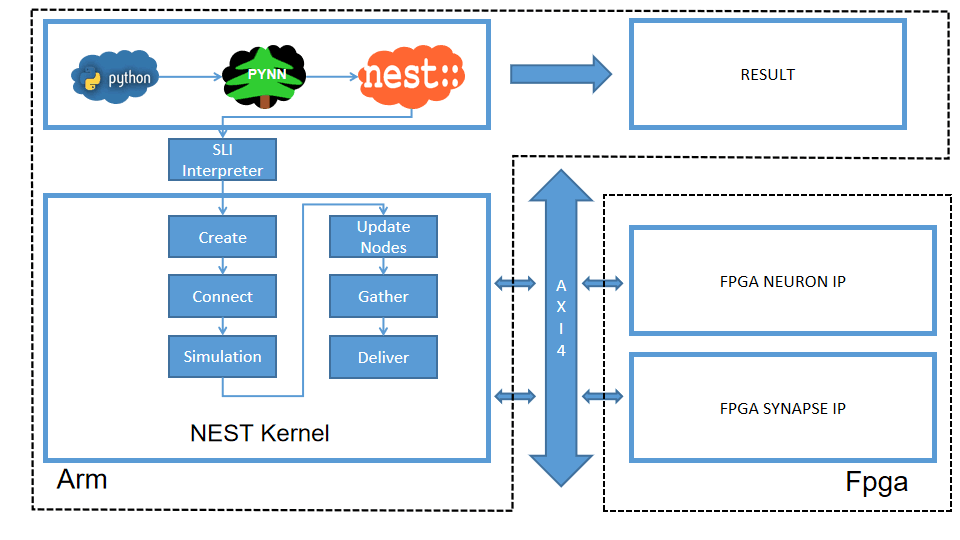 python
PYNN
nest::
RESULT
SLI
Interpreter
Create
Connect
Simulation
Update
Nodes
Gather
Deliver
NEST Kernel
Arm
A
X
I
4
FPGA NEURON IP
FPGA SYNAPSE IP
Fpga